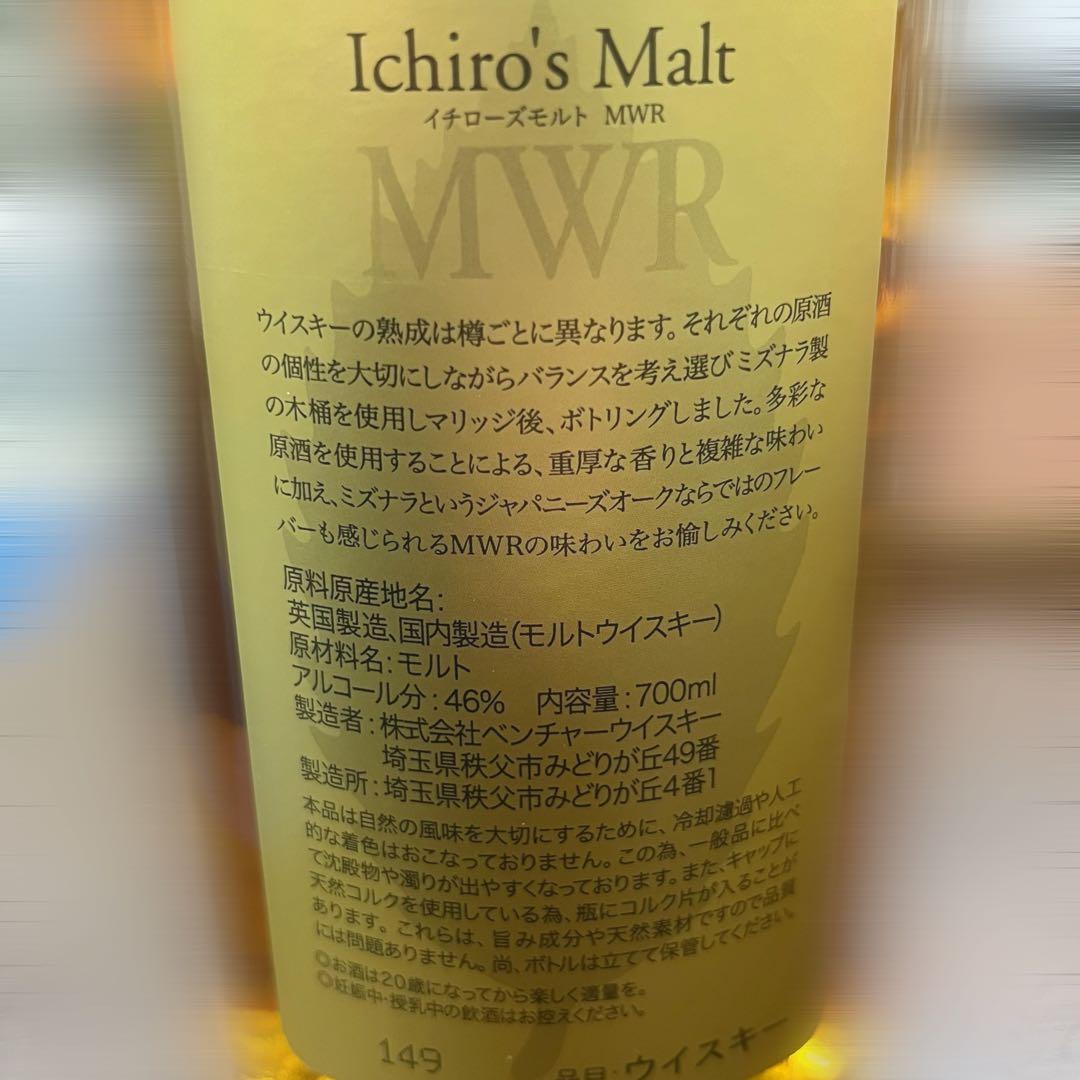 Ichiro's Malt
イチローズモルト MWR
MWR
ウイスキーの熟成は樽ごとに異なります。それぞれの原酒
の個性を大切にしながらバランスを考え選びミズナラ製
の木桶を使用しマリッジ後、ボトリングしました。多彩な
原酒を使用することによる、重厚な香りと複雑な味わい
に加え、ミズナラというジャパニーズオークならではのフレー
バーも感じられるMWRの味わいをお愉しみください。
原料原産地名:
英国製造、国内製造(モルトウイスキー)
原材料名:モルト
アルコール分:46% 内容量:700ml
製造者:株式会社ベンチャーウイスキー
埼玉県秩父市みどりが丘49番
製造所:埼玉県秩父市みどりが丘4番1
本品は自然の風味を大切にするために、冷却濾過や人工
的な着色はおこなっておりません。この為、一般品に比べ
て沈殿物や濁りが出やすくなっております。また、キャップに
天然コルクを使用している為、瓶にコルク片が入ることが
あります。これらは、旨み成分や天然素材ですので品質
には問題ありません。尚、ボトルは立てて保管してください。
◎お酒は20歳になってから楽しく適量を。
◎妊娠中・授乳中の飲酒はお控えください。
149
品目:ウイスキー